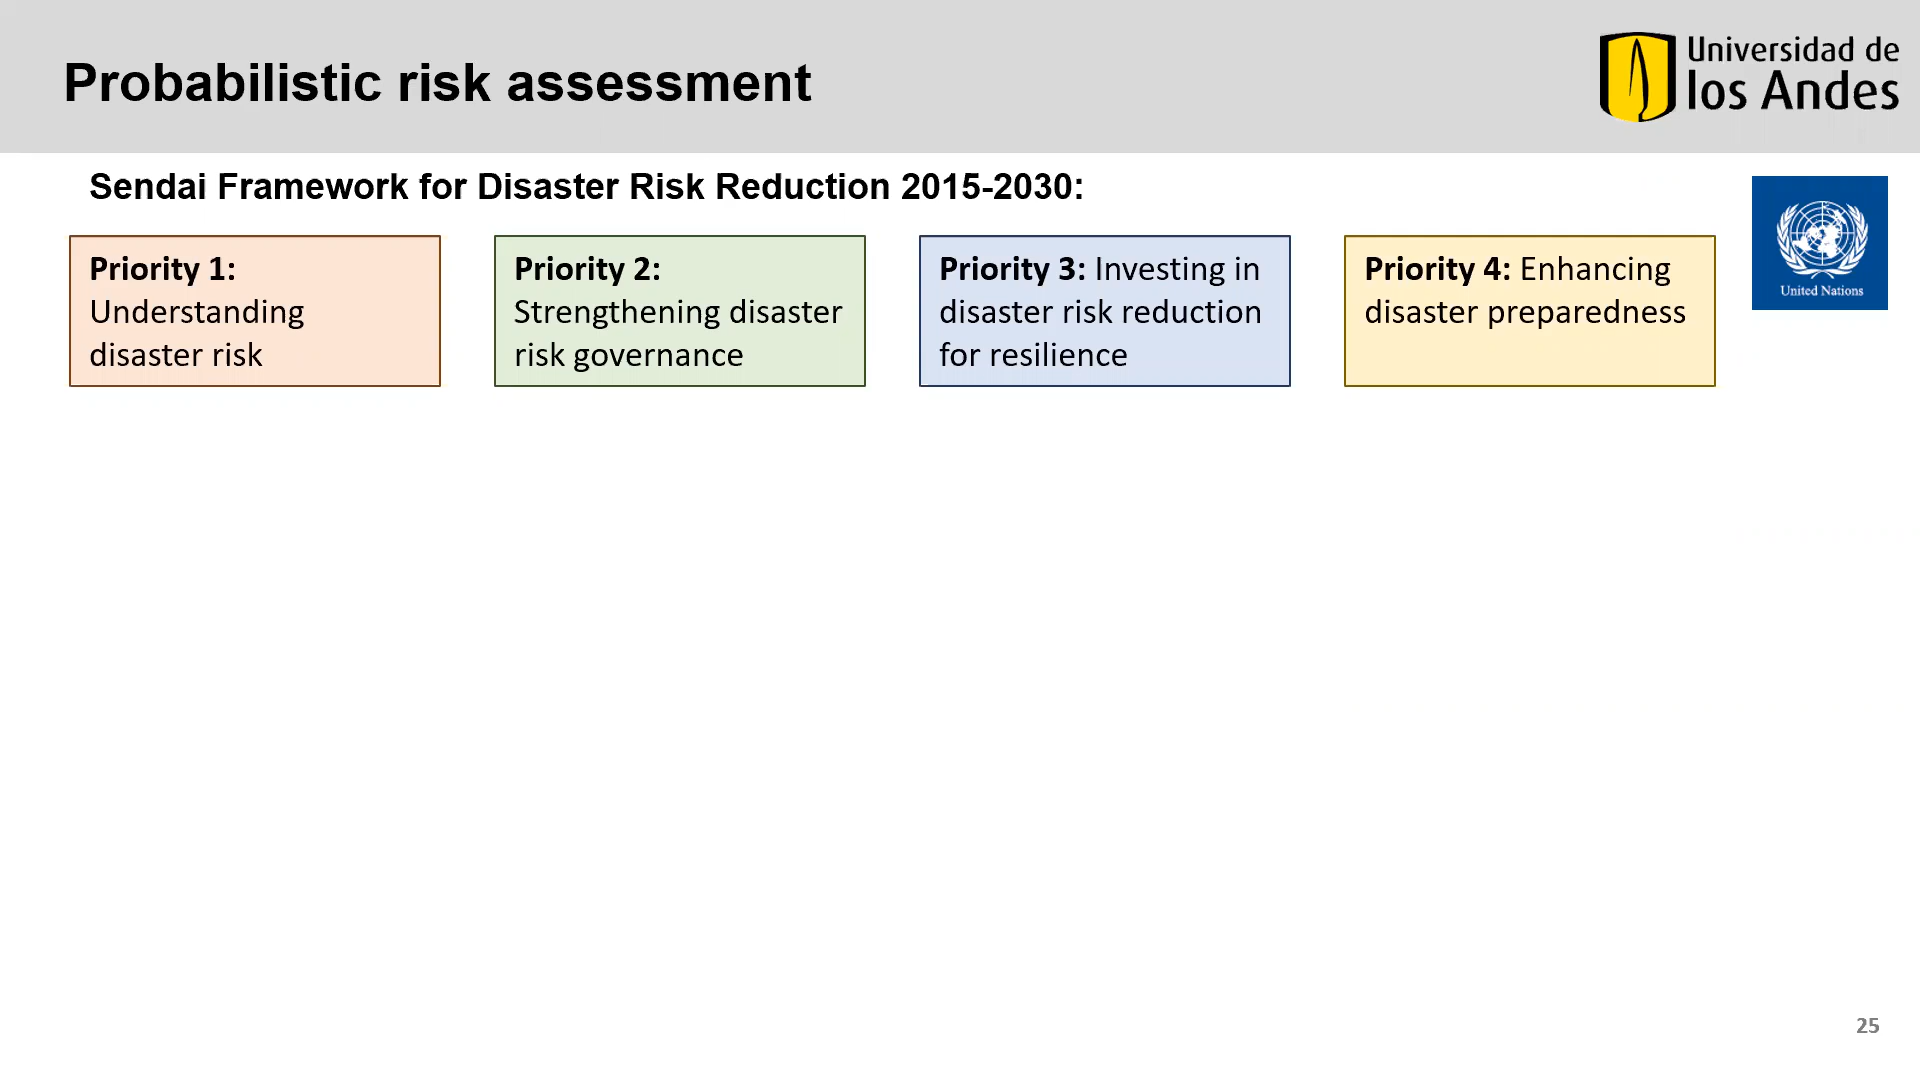 Probabilistic risk assessment
Universidad de
los Andes
Sendai Framework for Disaster Risk Reduction 2015-2030:
Priority 1:
Understanding
disaster risk
Priority 2:
Strengthening disaster
risk governance
Priority 3: Investing in
disaster risk reduction
for resilience
Priority 4: Enhancing
disaster preparedness
United Nations
25